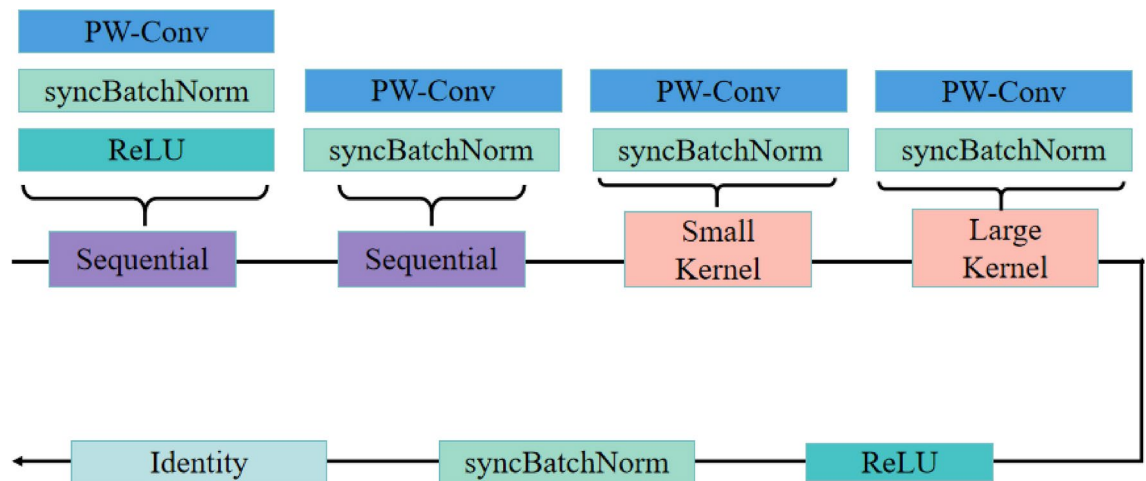 PW-Conv
syncBatchNorm
ReLU
Sequential
PW-Conv
syncBatchNorm
Sequential
PW-Conv
syncBatchNorm
Small
Kernel
PW-Conv
syncBatchNorm
Large
Kernel
Identity
syncBatchNorm
ReLU